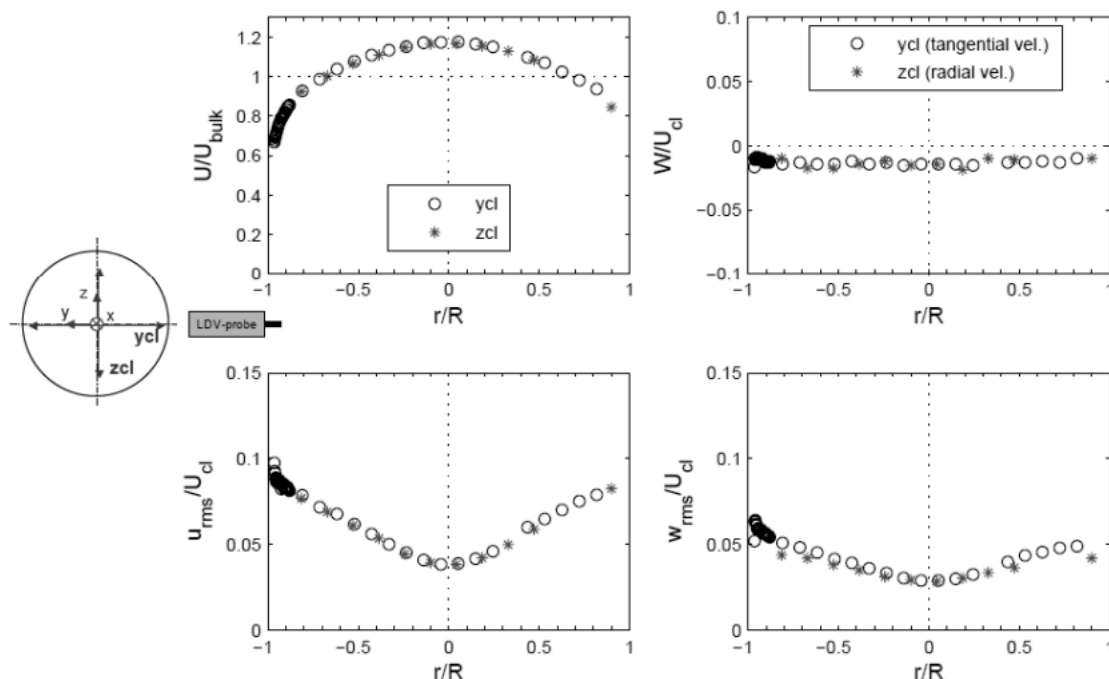 1.2
1
0.8
0.6
0.4
0.2
0
U/U_bulk
ycl
zcl
−1 −0.5 0 0.5 1
r/R
0.1
0.05
0
−0.05
−0.1
W/U_cl
ycl (tangential vel.)
zcl (radial vel.)
−1 −0.5 0 0.5 1
r/R
z
y x
ycl
zcl
LDV-probe
0.15
0.1
0.05
0
u_rms/U_cl
−1 −0.5 0 0.5 1
r/R
0.15
0.1
0.05
0
w_rms/U_cl
−1 −0.5 0 0.5 1
r/R